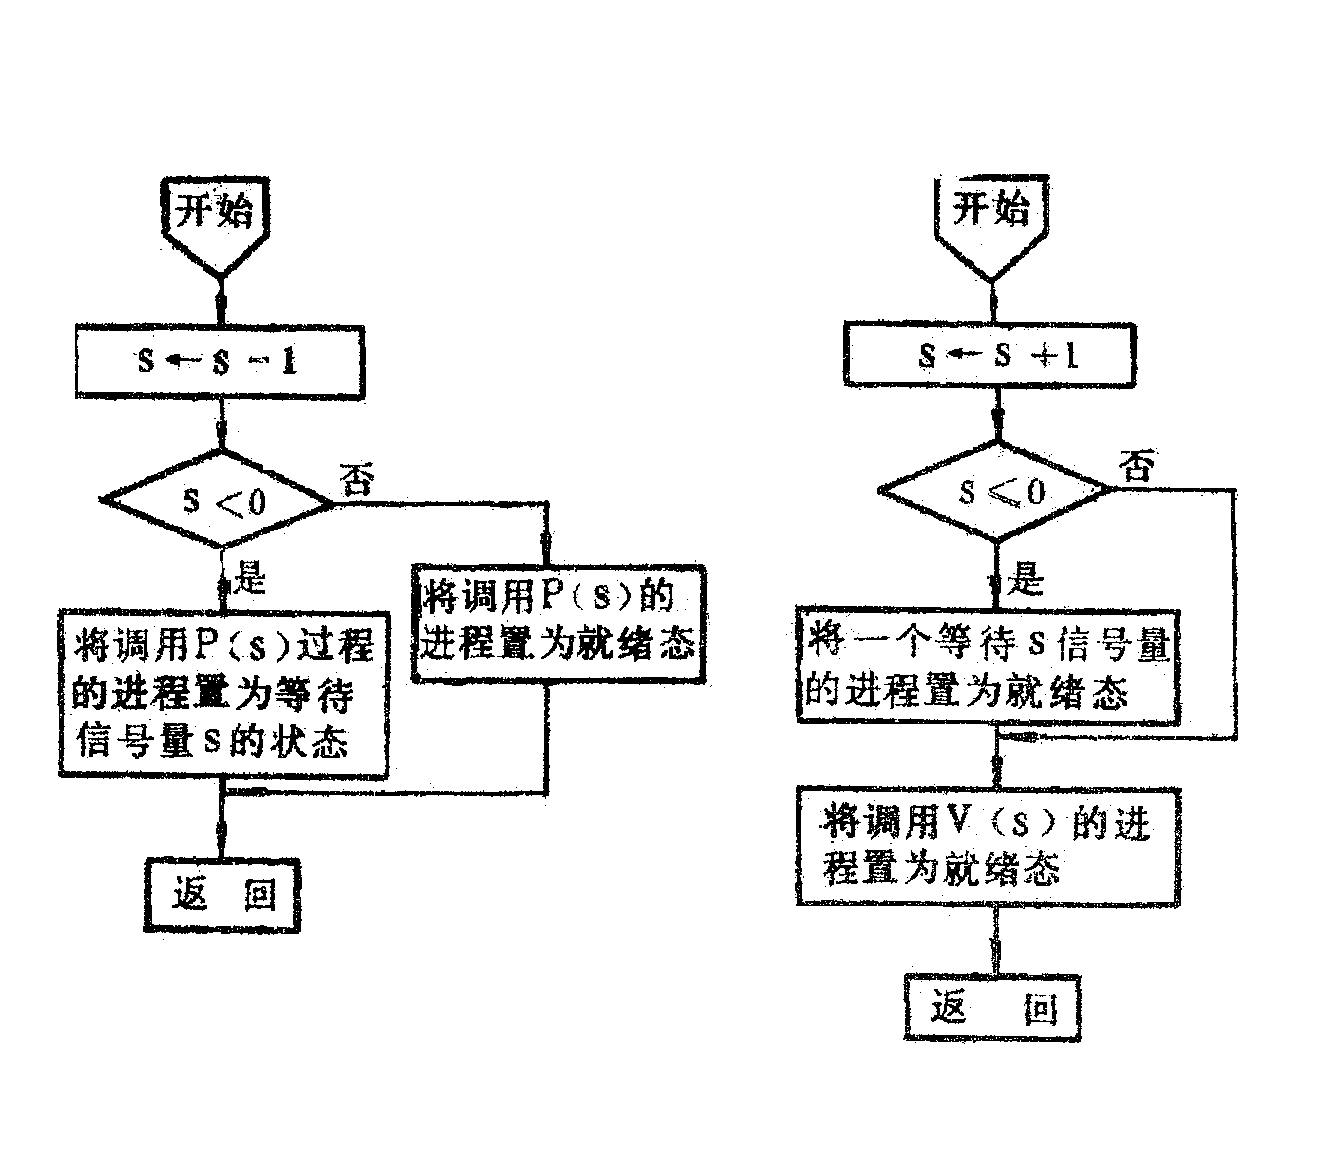 开始
s←s-1
s<0
否
是
将调用P(s)的
进程置为就绪态
将调用P(s)过程
的进程置为等待
信号量s的状态
返 回
开始
s←s+1
s≤0
否
是
将一个等待s信号量
的进程置为就绪态
将调用V(s)的进
程置为就绪态
返 回